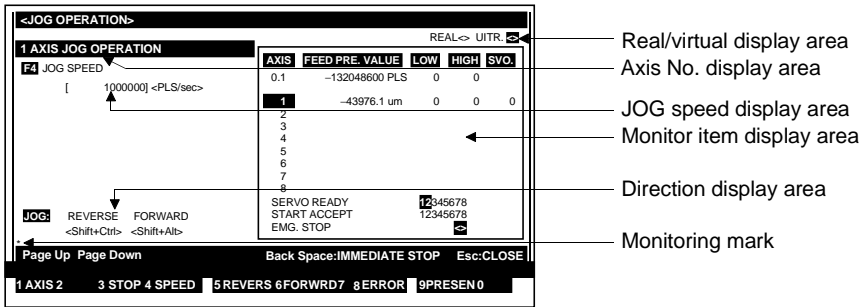 <JOG OPERATION>
REAL<> UITR. <>
1 AXIS JOG OPERATION
F4 JOG SPEED
[ 1000000] <PLS/sec>
AXIS FEED PRE. VALUE LOW HIGH SVO.
0.1 −132048600 PLS 0 0
1 −43976.1 um 0 0 0
2
3
4
5
6
7
8
SERVO READY 12345678
START ACCEPT 12345678
EMG. STOP <>
JOG: REVERSE FORWARD
<Shift+Ctrl> <Shift+Alt>
*
Page Up Page Down Back Space:IMMEDIATE STOP Esc:CLOSE
1 AXIS 2 3 STOP 4 SPEED 5 REVERS 6FORWRD7 8 ERROR 9PRESEN 0
Real/virtual display area
Axis No. display area
JOG speed display area
Monitor item display area
Direction display area
Monitoring mark